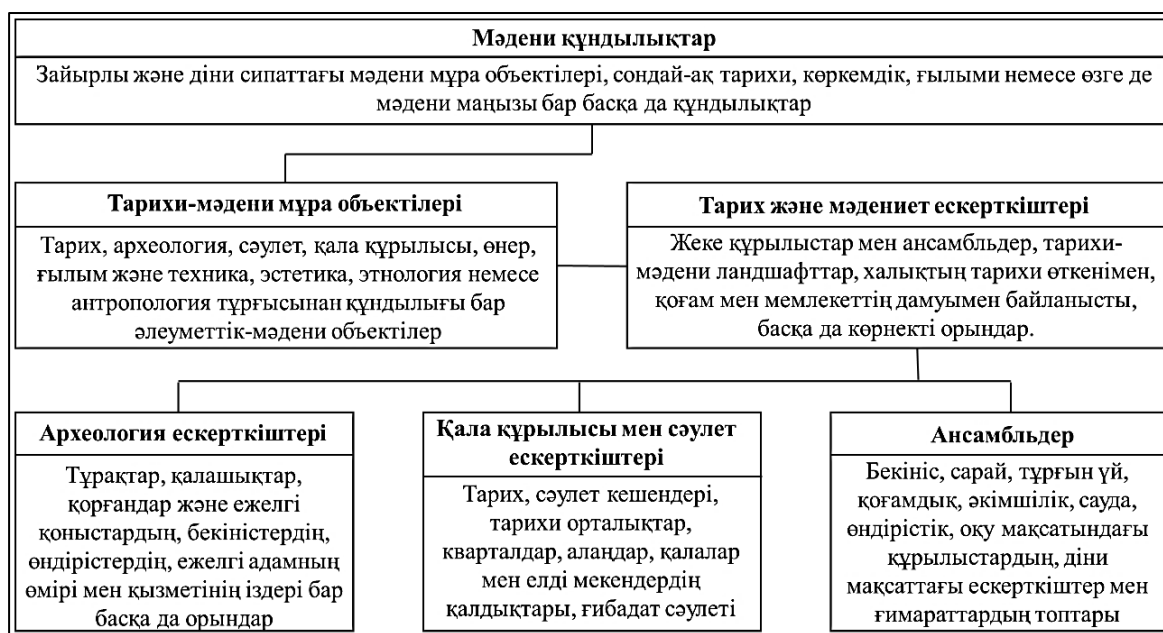 Мәдени құндылықтар
Зайырлы және діни сипаттағы мәдени мұра объектілері, сондай-ақ тарихи, көркемдік, ғылыми немесе өзге де
мәдени маңызы бар басқа да құндылықтар
Тарихи-мәдени мұра объектілері
Тарих, археология, сәулет, қала құрылысы, өнер,
ғылым және техника, эстетика, этнология немесе
антропология тұрғысынан құндылығы бар
әлеуметтік-мәдени объектілер
Тарих және мәдениет ескерткіштері
Жеке құрылыстар мен ансамбльдер, тарихи-
мәдени ландшафттар, халықтың тарихи өткенімен,
қоғам мен мемлекеттің дамуымен байланысты,
басқа да көрнекті орындар.
Археология ескерткіштері
Тұрақтар, қалашықтар,
қорғандар және ежелгі
қоныстардың, бекіністердің,
өндірістердің, ежелгі адамның
өмірі мен қызметінің іздері бар
басқа да орындар
Қала құрылысы мен сәулет
ескерткіштері
Тарих, сәулет кешендері,
тарихи орталықтар,
кварталдар, алаңдар, қалалар
мен елді мекендердің
қалдықтары, ғибадат сәулеті
Ансамбльдер
Бекініс, сарай, тұрғын үй,
қоғамдық, әкімшілік, сауда,
өндірістік, оқу мақсатындағы
құрылыстардың, діни
мақсаттағы ескерткіштер мен
ғимараттардың топтары